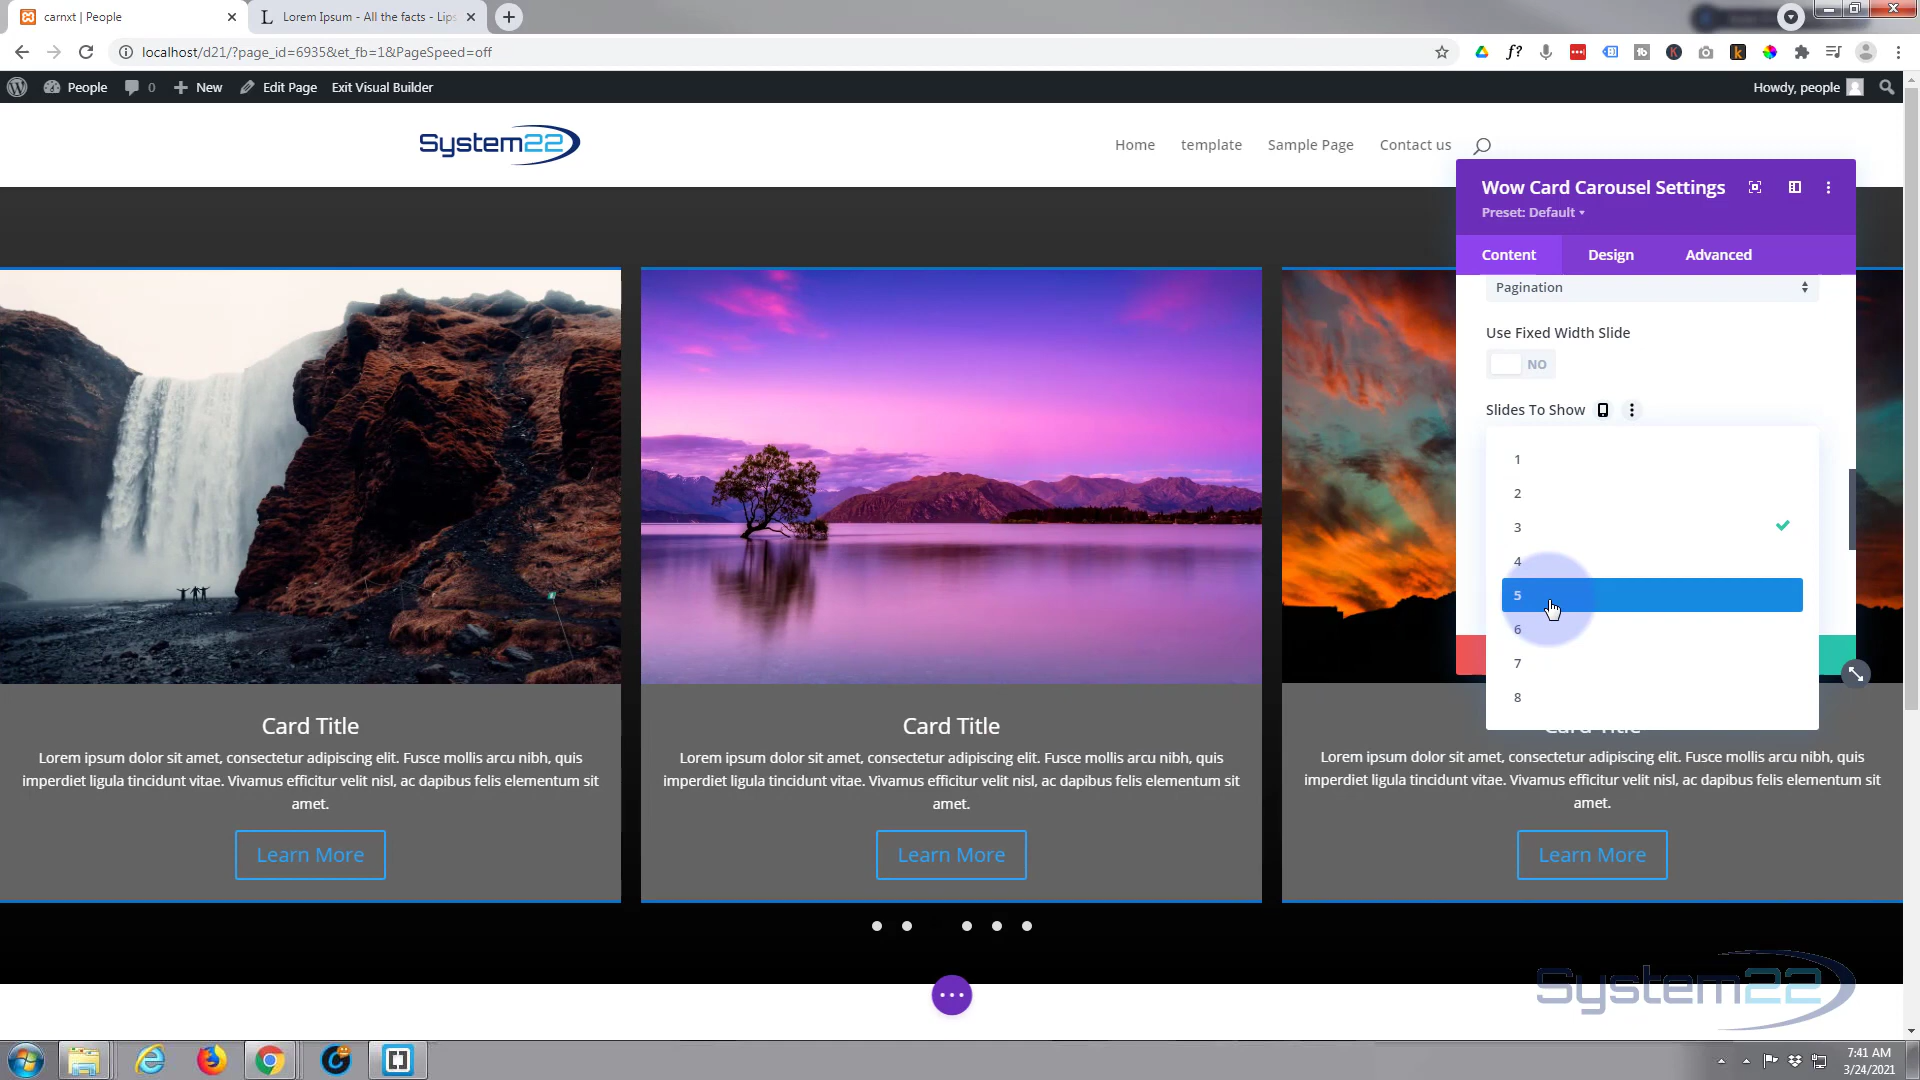 carnxt | People
Lorem Ipsum - All the facts - Lips
localhost/d21/?page_id=6935&et_fb=1&PageSpeed=off
People
0
New
Edit Page
Exit Visual Builder
Howdy, people
System22
Home
template
Sample Page
Contact us
Wow Card Carousel Settings
Preset: Default
Content
Design
Advanced
Pagination
Use Fixed Width Slide
NO
Slides To Show
1
2
3
4
5
6
7
8
Card Title
Lorem ipsum dolor sit amet, consectetur adipiscing elit. Fusce mollis arcu nibh, quis
imperdiet ligula tincidunt vitae. Vivamus efficitur velit nisl, ac dapibus felis elementum sit
amet.
Learn More
Card Title
Lorem ipsum dolor sit amet, consectetur adipiscing elit. Fusce mollis arcu nibh, quis
imperdiet ligula tincidunt vitae. Vivamus efficitur velit nisl, ac dapibus felis elementum sit
amet.
Learn More
Card Title
Lorem ipsum dolor sit amet, consectetur adipiscing elit. Fusce mollis arcu nibh, quis
imperdiet ligula tincidunt vitae. Vivamus efficitur velit nisl, ac dapibus felis elementum sit
amet.
Learn More
System22
7:41 AM
3/24/2021